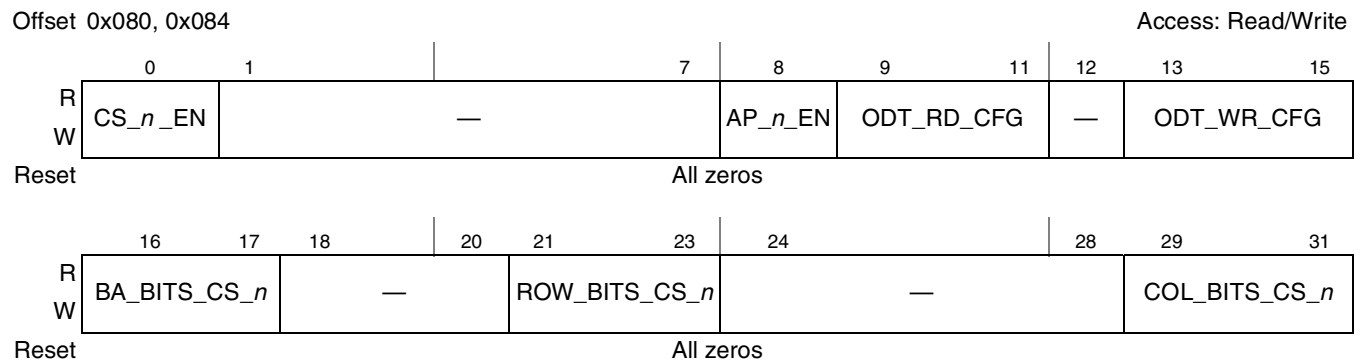 Offset 0x080, 0x084 Access: Read/Write
0 1 7 8 9 11 12 13 15
R
W
CS_n_EN — AP_n_EN ODT_RD_CFG — ODT_WR_CFG
Reset All zeros
16 17 18 20 21 23 24 28 29 31
R
W
BA_BITS_CS_n — ROW_BITS_CS_n — COL_BITS_CS_n
Reset All zeros